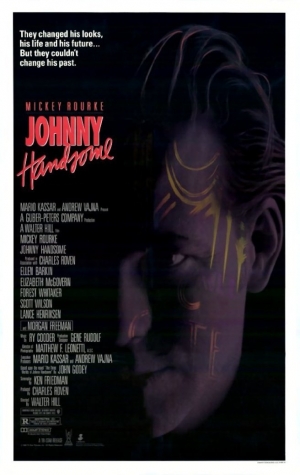 They changed his looks,
his life and his future...
But they couldn't
change his past.
MICKEY ROURKE
JOHNNY
Handsome
MARIO KASSAR AND ANDREW VAJNA
A GUBER-PETERS COMPANY
A WALTER HILL
MICKEY ROURKE
JOHNNY HANDSOME
CHARLES ROVEN
ELLEN BARKIN
ELIZABETH McGOVERN
FOREST WHITAKER
SCOTT WILSON
LANCE HENRIKSEN
AND MORGAN FREEMAN
RY COODER GENE RUDOLF
MATTHEW F. LEONETTI,
MARIO KASSAR AND ANDREW VAJNA
JOHN GODEY
KEN FRIEDMAN
CHARLES ROVEN
WALTER HILL
R